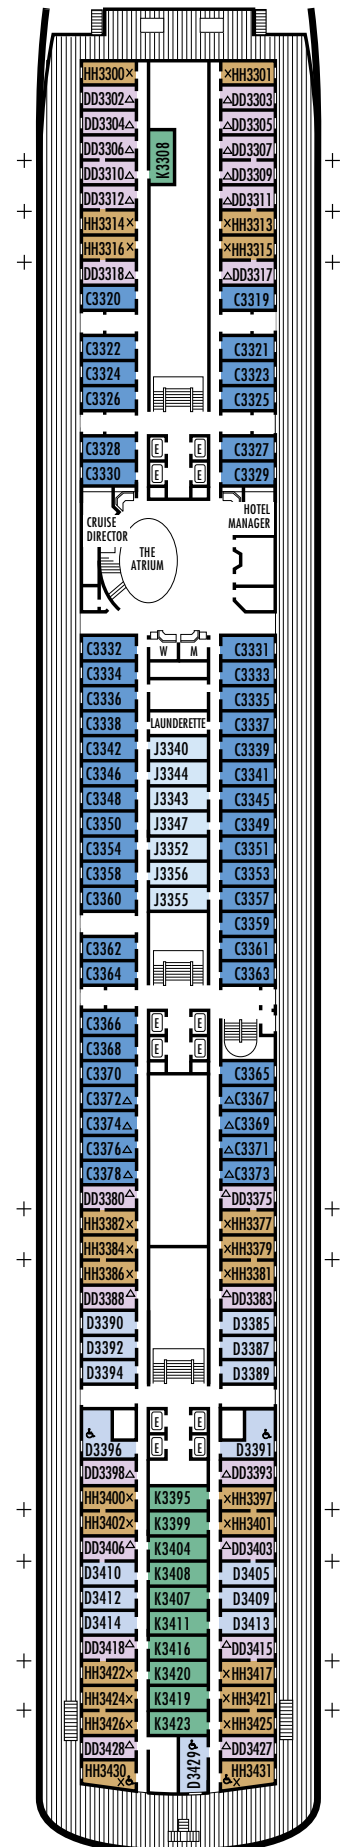 HH3300× ×HH3301
DD3302△ △DD3303
DD3304△ △DD3305
DD3306△ K3308 △DD3307
DD3310△ △DD3309
DD3312△ △DD3311
HH3314× ×HH3313
HH3316× ×HH3315
DD3318△ △DD3317
C3320 C3319
C3322 C3321
C3324 C3323
C3326 C3325
C3328 E E C3327
C3330 E E C3329
CRUISE DIRECTOR
THE ATRIUM
HOTEL MANAGER
C3332 W M C3331
C3334 C3333
C3336 C3335
C3338 LAUNDERETTE C3337
C3342 J3340 C3339
C3346 J3344 C3341
C3348 J3343 C3345
C3350 J3347 C3349
C3354 J3352 C3351
C3358 J3356 C3353
C3360 J3355 C3357
C3359
C3362 C3361
C3364 C3363
C3366 E E
C3368 E E
C3370 C3365
C3372△ △C3367
C3374△ △C3369
C3376△ △C3371
C3378△ △C3373
DD3380△ △DD3375
HH3382× ×HH3377
HH3384× ×HH3379
HH3386× ×HH3381
DD3388△ △DD3383
D3390 D3385
D3392 D3387
D3394 D3389
E E
D3396 E E D3391
DD3398△ △DD3393
HH3400× K3395 ×HH3397
HH3402× K3399 ×HH3401
DD3406△ K3404 △DD3403
D3410 K3408 D3405
D3412 K3407 D3409
D3414 K3411 D3413
DD3418△ K3416 △DD3415
HH3422× K3420 ×HH3417
HH3424× K3419 ×HH3421
HH3426× K3423 ×HH3425
DD3428△ D3429 △DD3427
HH3430 × HH3431 ×